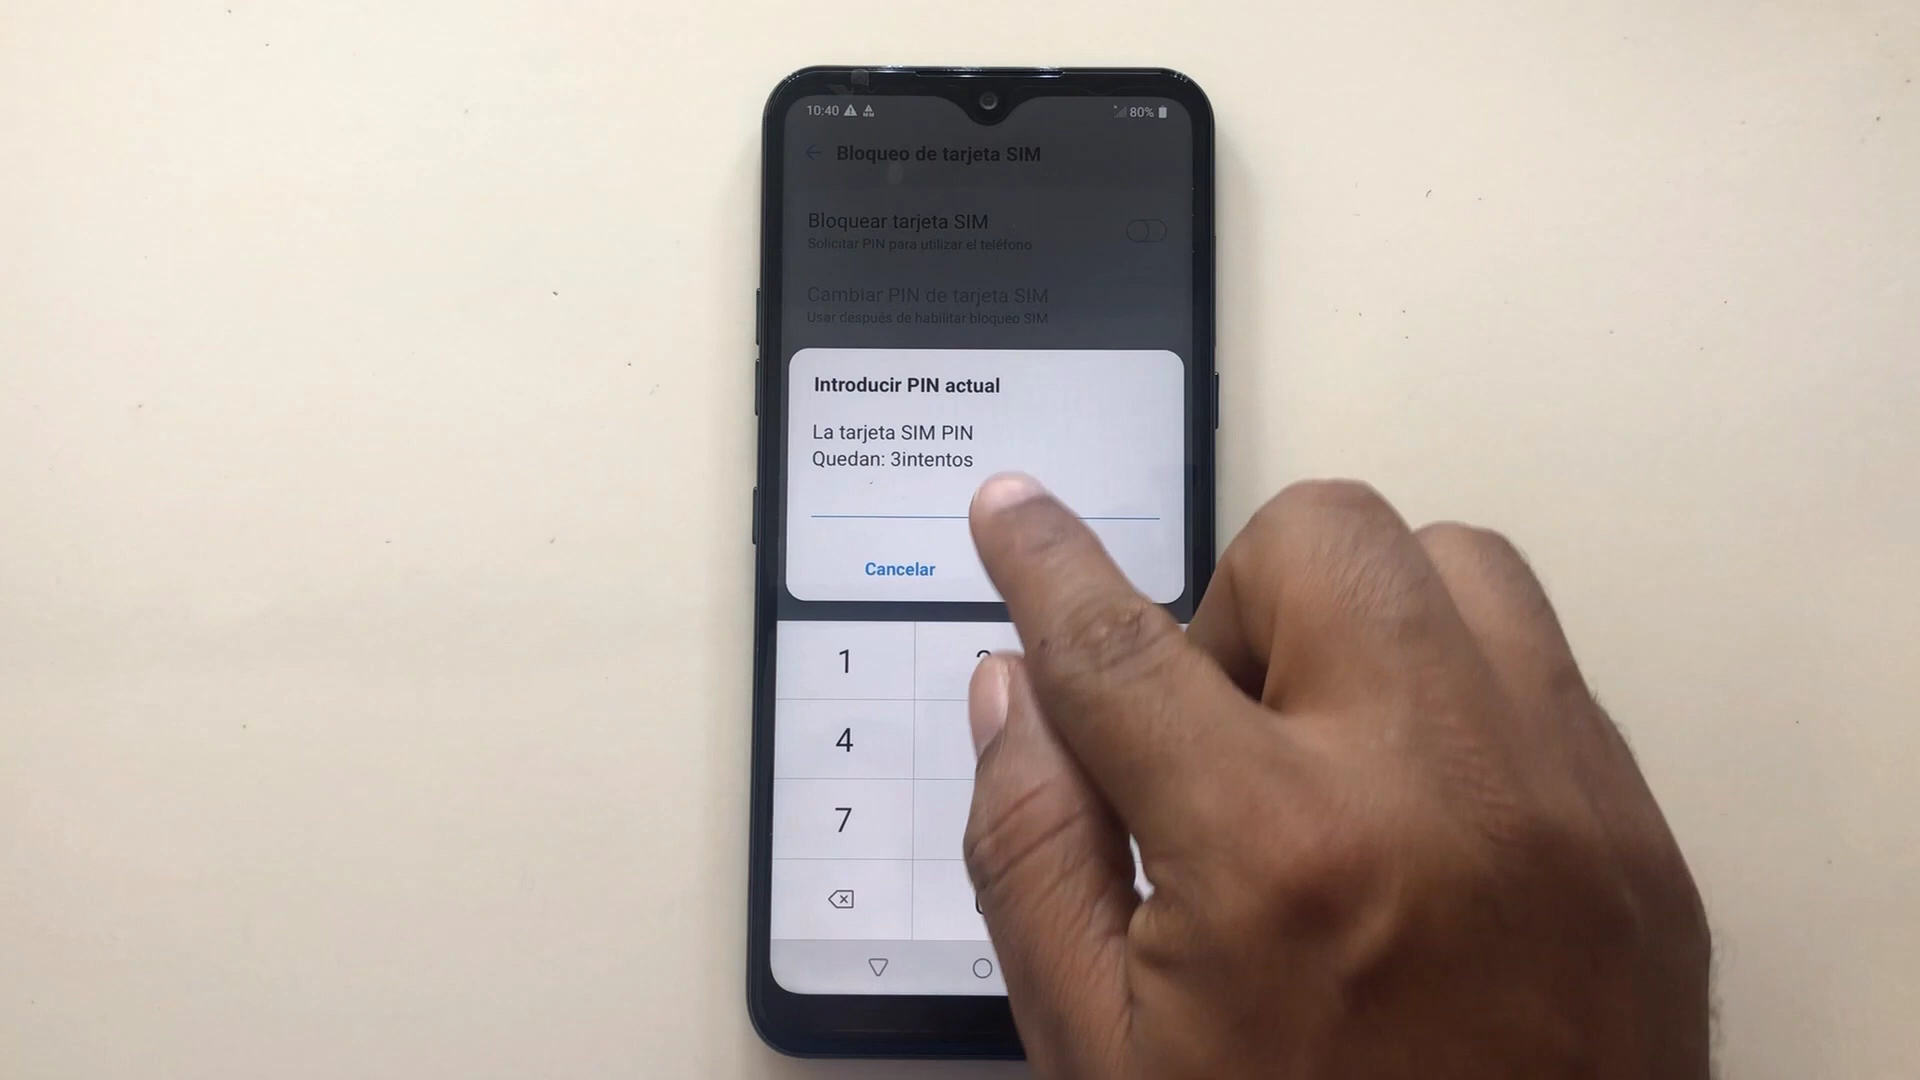 10:40 80%
Bloqueo de tarjeta SIM
Bloquear tarjeta SIM
Solicitar PIN para utilizar el teléfono
Cambiar PIN de tarjeta SIM
Usar después de habilitar bloqueo SIM
Introducir PIN actual
La tarjeta SIM PIN
Quedan: 3intentos
Cancelar
1
4
7